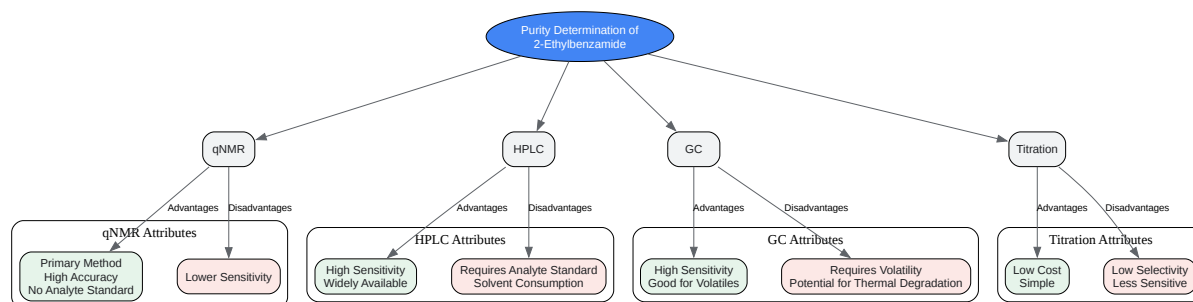 Purity Determination of
2-Ethylbenzamide
qNMR
HPLC
GC
Titration
Advantages
Disadvantages
Advantages
Disadvantages
Advantages
Disadvantages
Advantages
Disadvantages
qNMR Attributes
Primary Method
High Accuracy
No Analyte Standard
Lower Sensitivity
HPLC Attributes
High Sensitivity
Widely Available
Requires Analyte Standard
Solvent Consumption
GC Attributes
High Sensitivity
Good for Volatiles
Requires Volatility
Potential for Thermal Degradation
Titration Attributes
Low Cost
Simple
Low Selectivity
Less Sensitive